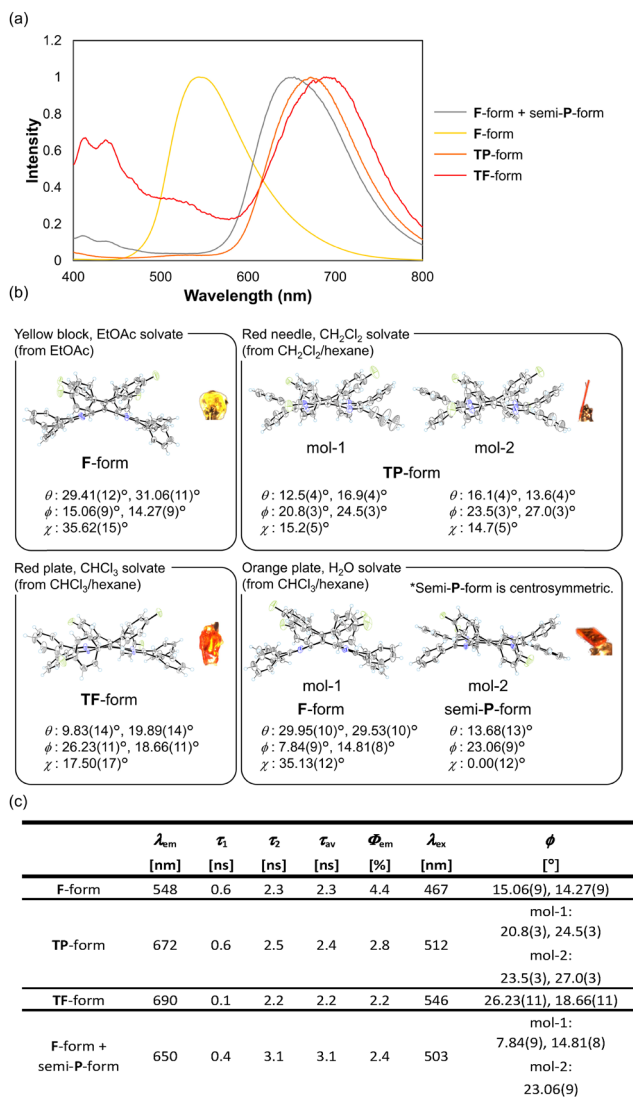 (a)
1
0.8
0.6
0.4
0.2
0
Intensity
400
500
600
700
800
Wavelength (nm)
F-form + semi-P-form
F-form
TP-form
TF-form
(b)
Yellow block, EtOAc solvate
(from EtOAc)
F-form
θ : 29.41(12)°, 31.06(11)°
ϕ : 15.06(9)°, 14.27(9)°
χ : 35.62(15)°
Red needle, CH₂Cl₂ solvate
(from CH₂Cl₂/hexane)
mol-1 mol-2
TP-form
θ : 12.5(4)°, 16.9(4)° θ : 16.1(4)°, 13.6(4)°
ϕ : 20.8(3)°, 24.5(3)° ϕ : 23.5(3)°, 27.0(3)°
χ : 15.2(5)° χ : 14.7(5)°
Red plate, CHCl₃ solvate
(from CHCl₃/hexane)
TF-form
θ : 9.83(14)°, 19.89(14)°
ϕ : 26.23(11)°, 18.66(11)°
χ : 17.50(17)°
Orange plate, H₂O solvate
(from CHCl₃/hexane) *Semi-P-form is centrosymmetric.
mol-1 mol-2
F-form semi-P-form
θ : 29.95(10)°, 29.53(10)° θ : 13.68(13)°
ϕ : 7.84(9)°, 14.81(8)° ϕ : 23.06(9)°
χ : 35.13(12)° χ : 0.00(12)°
(c)
λem τ1 τ2 τav Φem λex ϕ
[nm] [ns] [ns] [ns] [%] [nm] [°]
F-form 548 0.6 2.3 2.3 4.4 467 15.06(9), 14.27(9)
mol-1:
20.8(3), 24.5(3)
TP-form 672 0.6 2.5 2.4 2.8 512
mol-2:
23.5(3), 27.0(3)
TF-form 690 0.1 2.2 2.2 2.2 546 26.23(11), 18.66(11)
mol-1:
7.84(9), 14.81(8)
F-form +
semi-P-form 650 0.4 3.1 3.1 2.4 503
mol-2:
23.06(9)